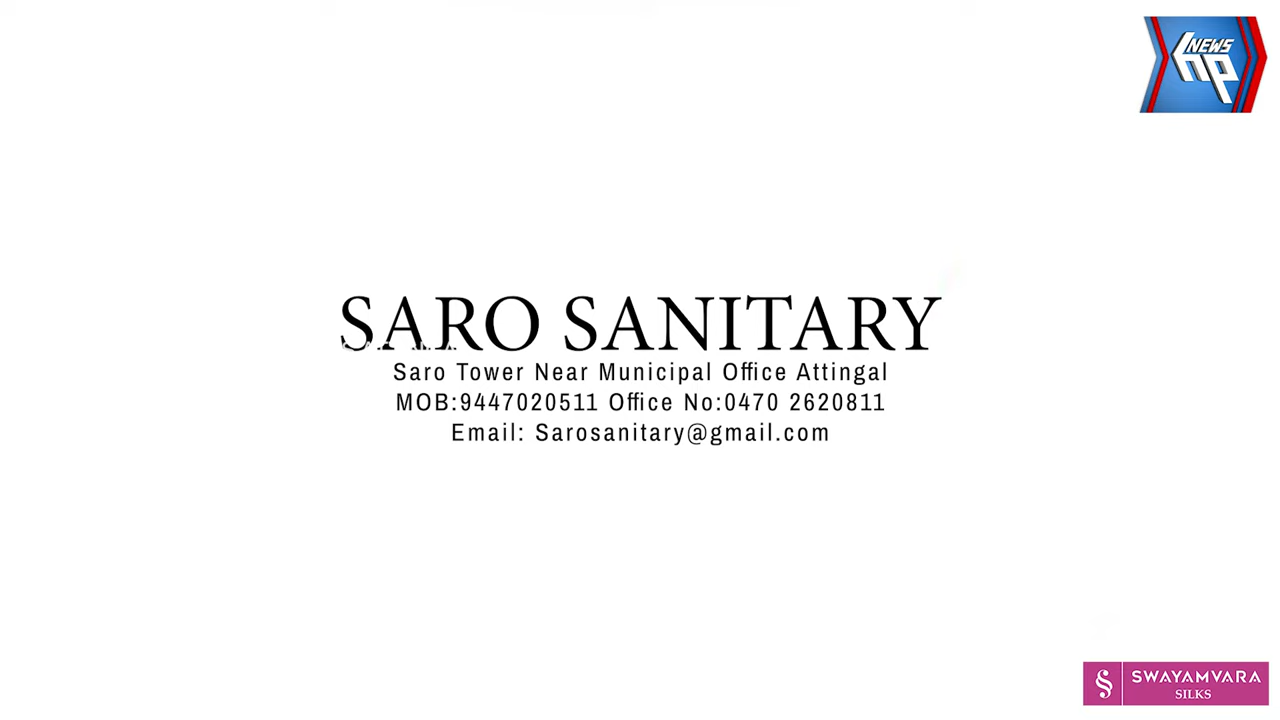 NEWS
hp
SARO SANITARY
Saro Tower Near Municipal Office Attingal
MOB:9447020511 Office No:0470 2620811
Email: Sarosanitary@gmail.com
SWAYAMVARA
SILKS